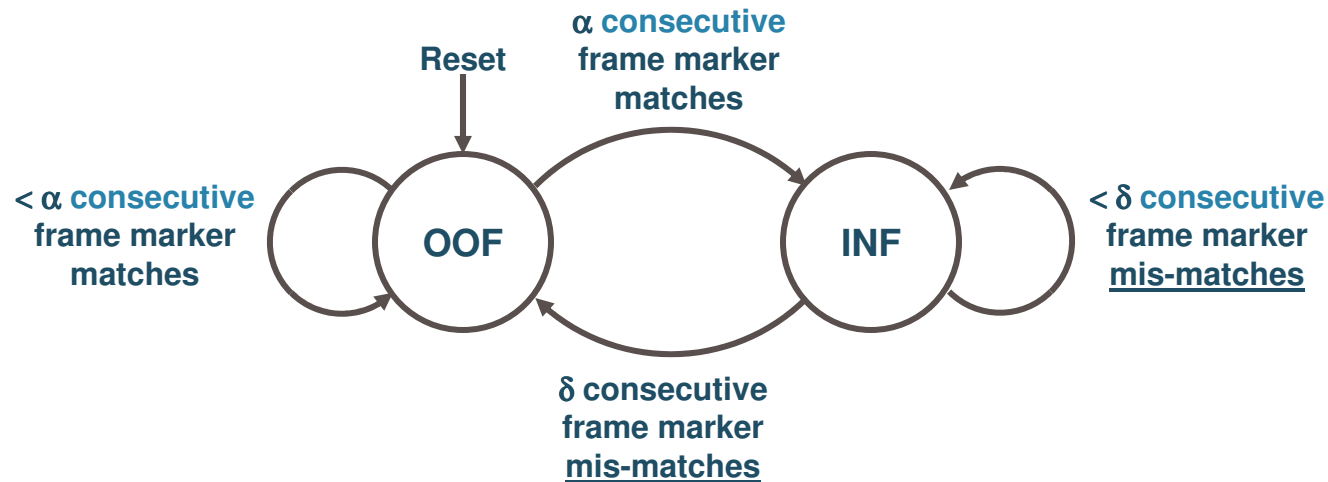 α consecutive
frame marker
matches
Reset
< α consecutive
frame marker
matches
OOF
INF
< δ consecutive
frame marker
mis-matches
δ consecutive
frame marker
mis-matches